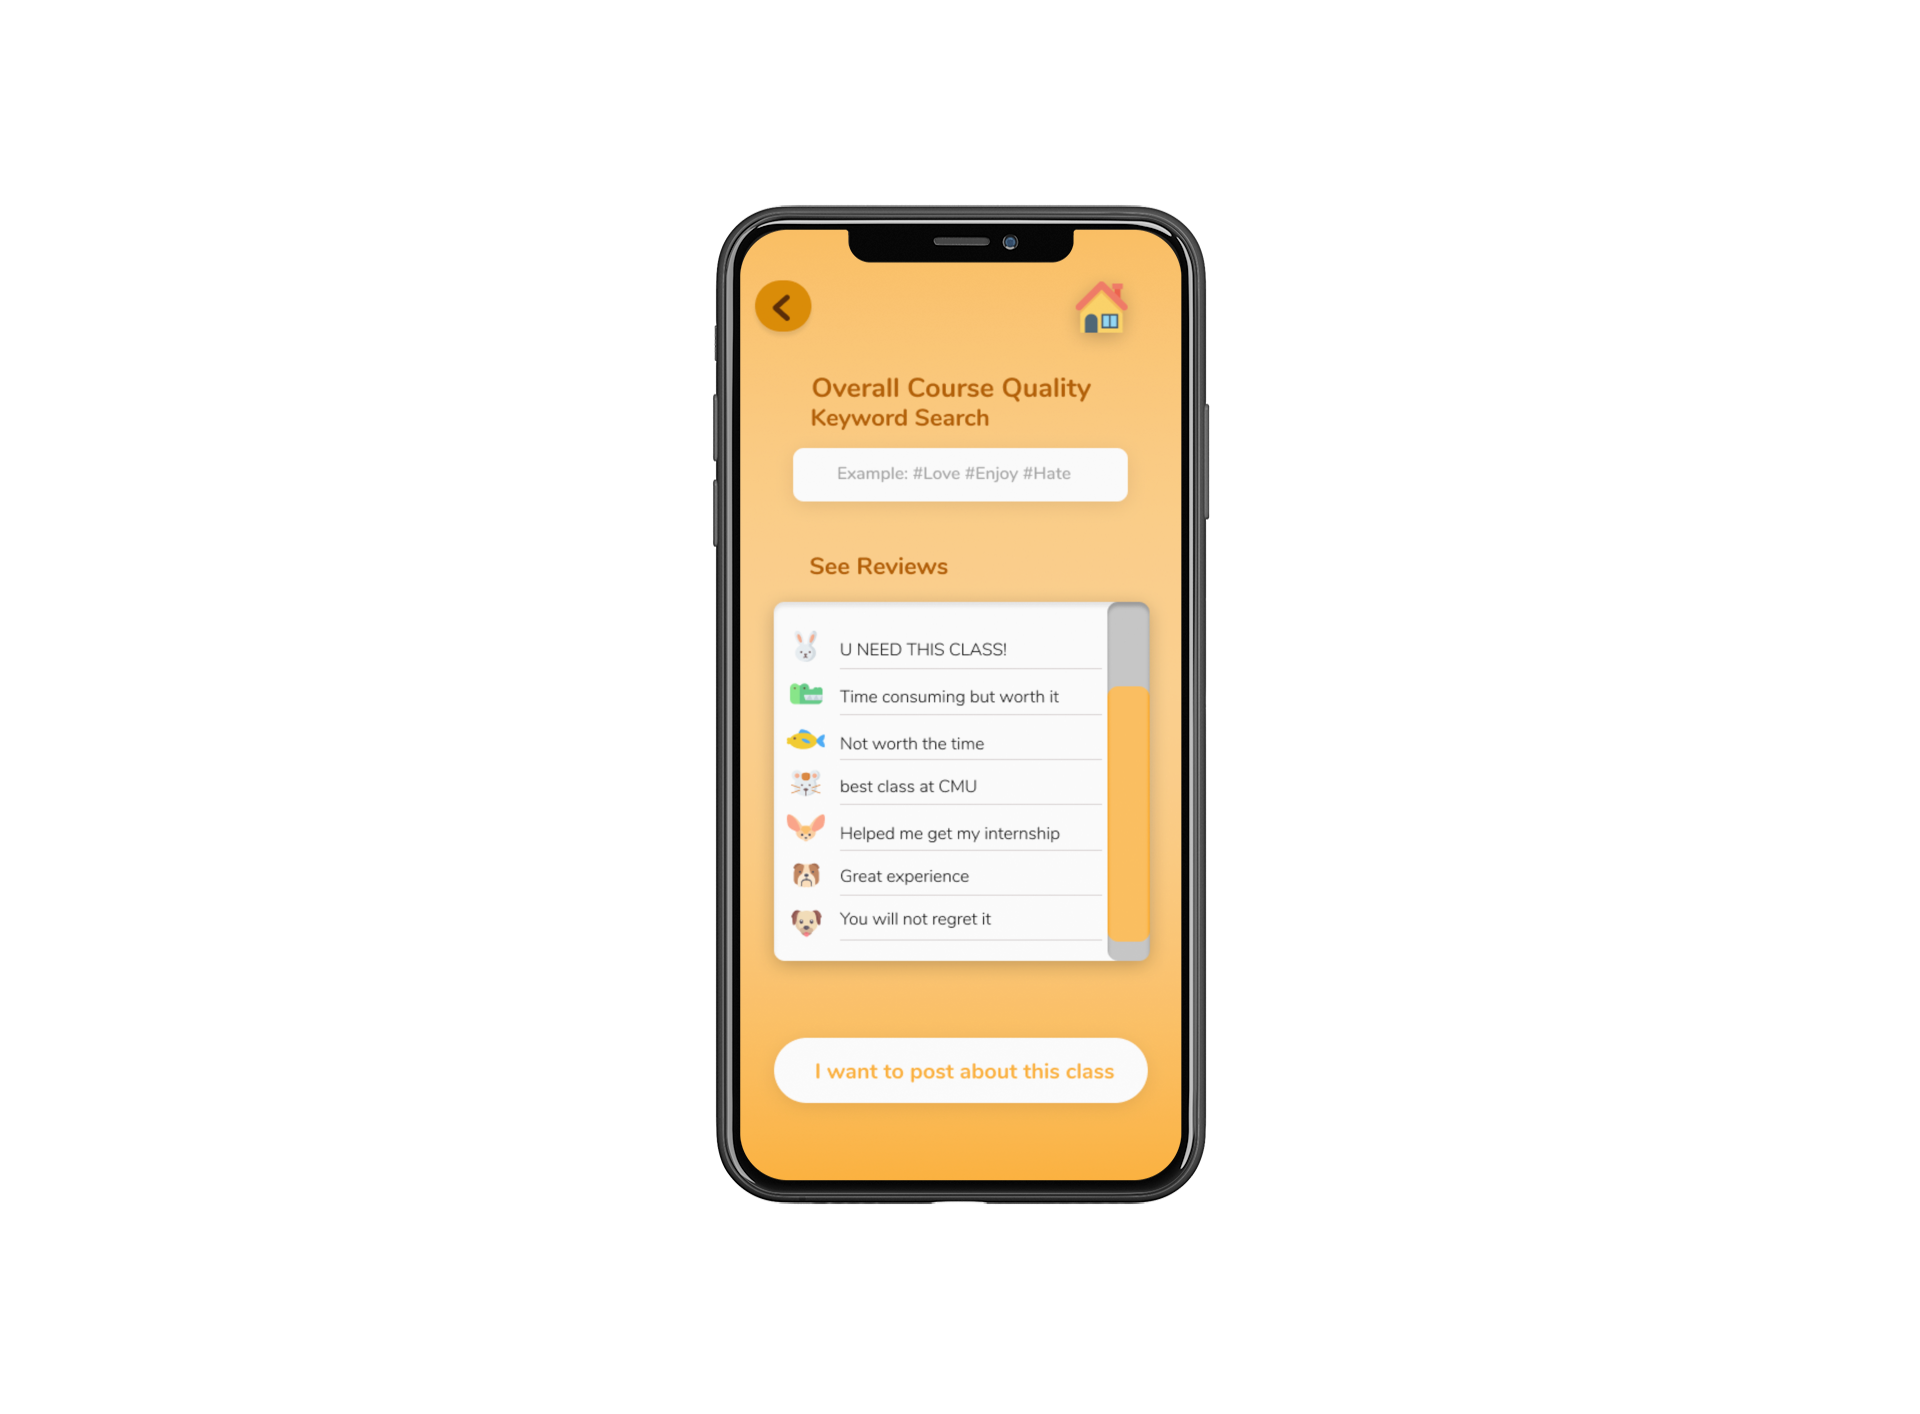 Overall Course Quality
Keyword Search
Example: #Love #Enjoy #Hate
See Reviews
U NEED THIS CLASS!
Time consuming but worth it
Not worth the time
best class at CMU
Helped me get my internship
Great experience
You will not regret it
I want to post about this class